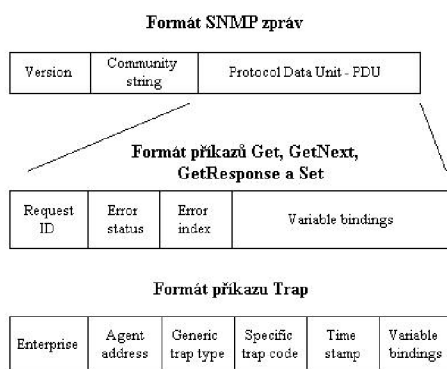 Formát SNMP zpráv
Version
Community
string
Protocol Data Unit - PDU
Formát příkazů Get, GetNext,
GetResponse a Set
Request
ID
Error
status
Error
index
Variable bindings
Formát příkazu Trap
Enterprise
Agent
address
Generic
trap type
Specific
trap code
Time
stamp
Variable
bindings